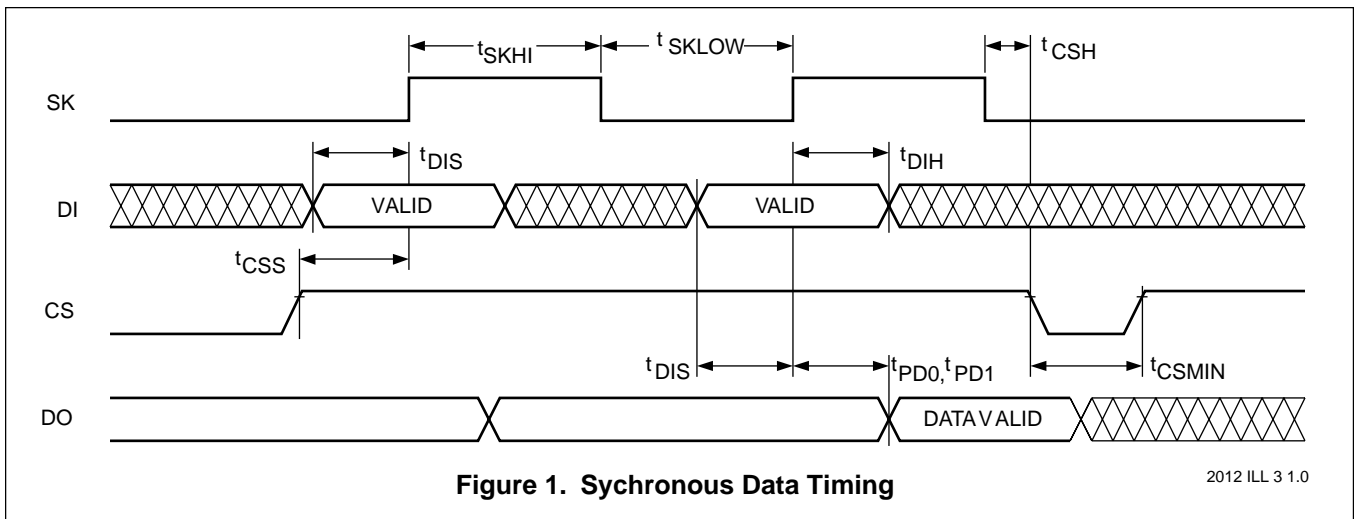 tSKHI
tSKLOW
tCSH
SK
tDIS
tDIH
DI
VALID
VALID
tCSS
CS
tDIS
tPD0,tPD1
tCSMIN
DO
DATA VALID
Figure 1. Sychronous Data Timing
2012 ILL 3 1.0